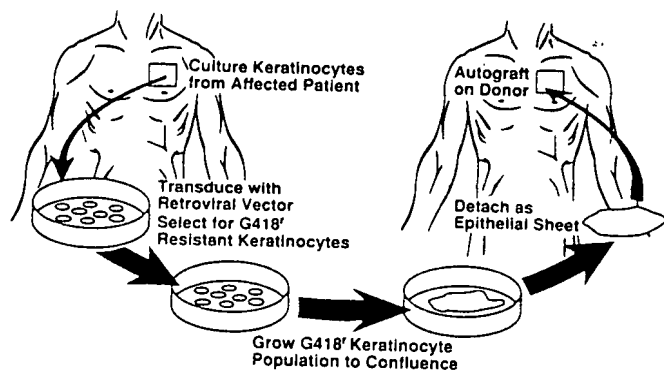 Culture Keratinocytes
from Affected Patient
Transduce with
Retroviral Vector
Select for G418ʳ
Resistant Keratinocytes
Grow G418ʳ Keratinocyte
Population to Confluence
Detach as
Epithelial Sheet
Autograft
on Donor